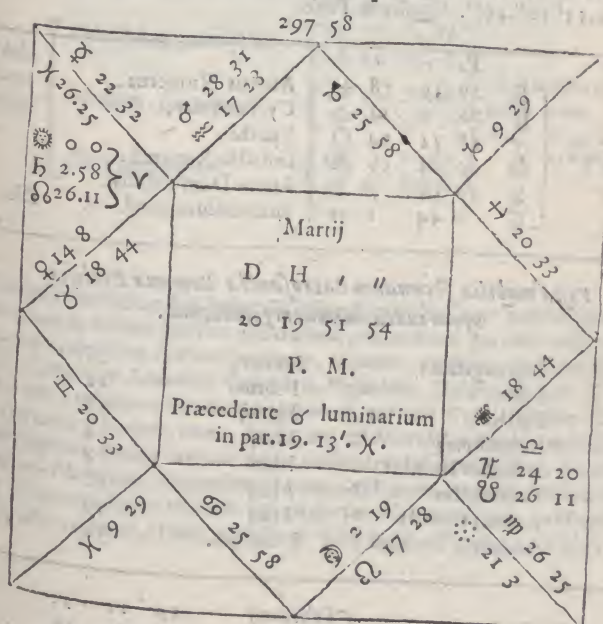 297 58
☿ 22 32
♓ 26.25
♂ 28 31
♒ 17 23
♑ 25 58
♑ 9 29
☉ 0 0
♄ 2.58 } ♈
☊ 26.11
♀ 14 8
♉ 18 44
♐ 20 33
Martij
D H ′ ″
20 19 51 54
P. M.
Præcedente ☌ luminarium
in par. 19. 13'. ♓.
♊ 20 33
♏ 18 44
♎
♃ 24 20
☋ 26 11
♓ 9 29
♋ 25 58
2 19
♌ 17 28
21 3
♍ 26 25